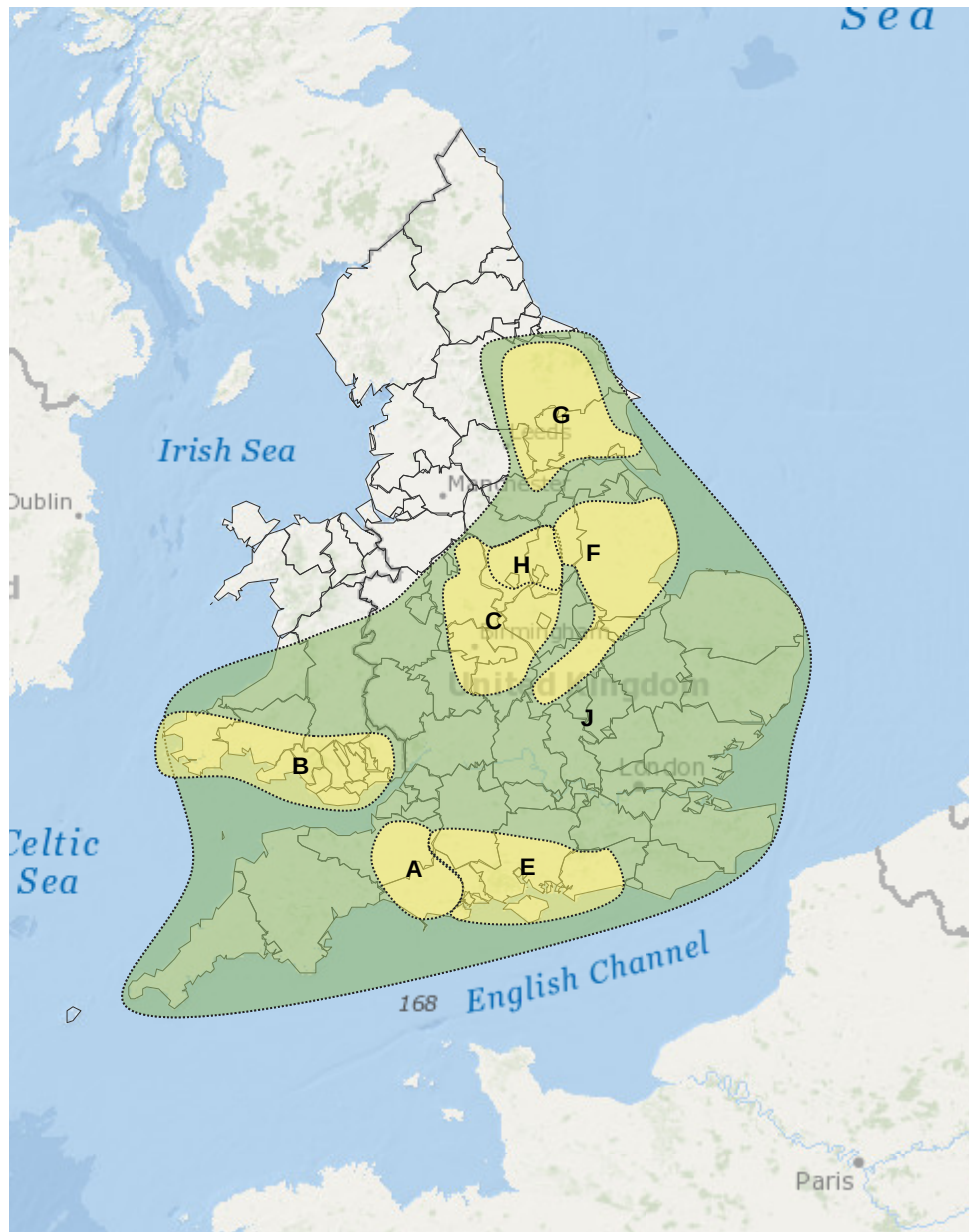 Sea
G
Leeds
Irish Sea
Manchester
Dublin
F
H
d
C
Birmingham
United Kingdom
J
B
London
Celtic
Sea
A
E
English Channel
168
Paris